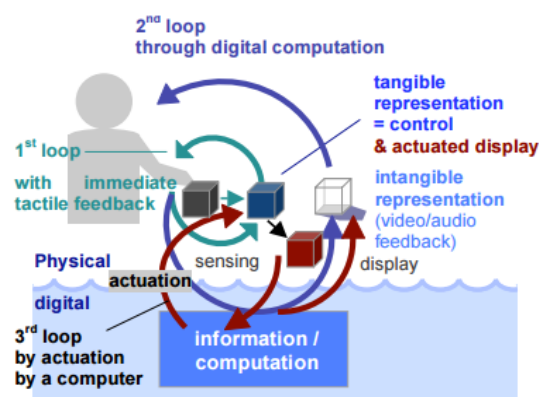 2nd loop
through digital computation
tangible
representation
= control
& actuated display
1st loop
with immediate
tactile feedback
intangible
representation
(video/audio
feedback)
Physical
sensing
display
actuation
digital
3rd loop
by actuation
by a computer
information /
computation